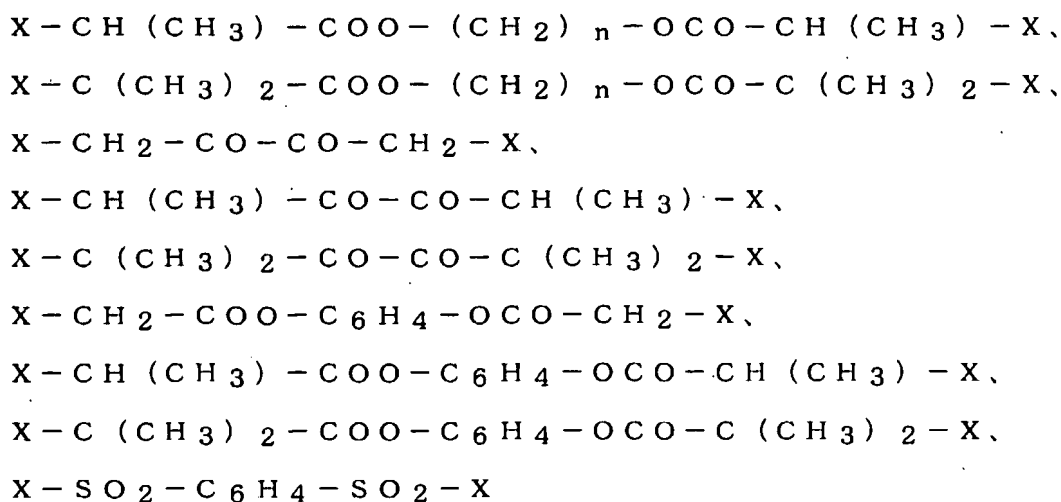 X－CH（CH3）－COO－（CH2）n－OCO－CH（CH3）－X、
X－C（CH3）2－COO－（CH2）n－OCO－C（CH3）2－X、
X－CH2－CO－CO－CH2－X、
X－CH（CH3）－CO－CO－CH（CH3）－X、
X－C（CH3）2－CO－CO－C（CH3）2－X、
X－CH2－COO－C6H4－OCO－CH2－X、
X－CH（CH3）－COO－C6H4－OCO－CH（CH3）－X、
X－C（CH3）2－COO－C6H4－OCO－C（CH3）2－X、
X－SO2－C6H4－SO2－X